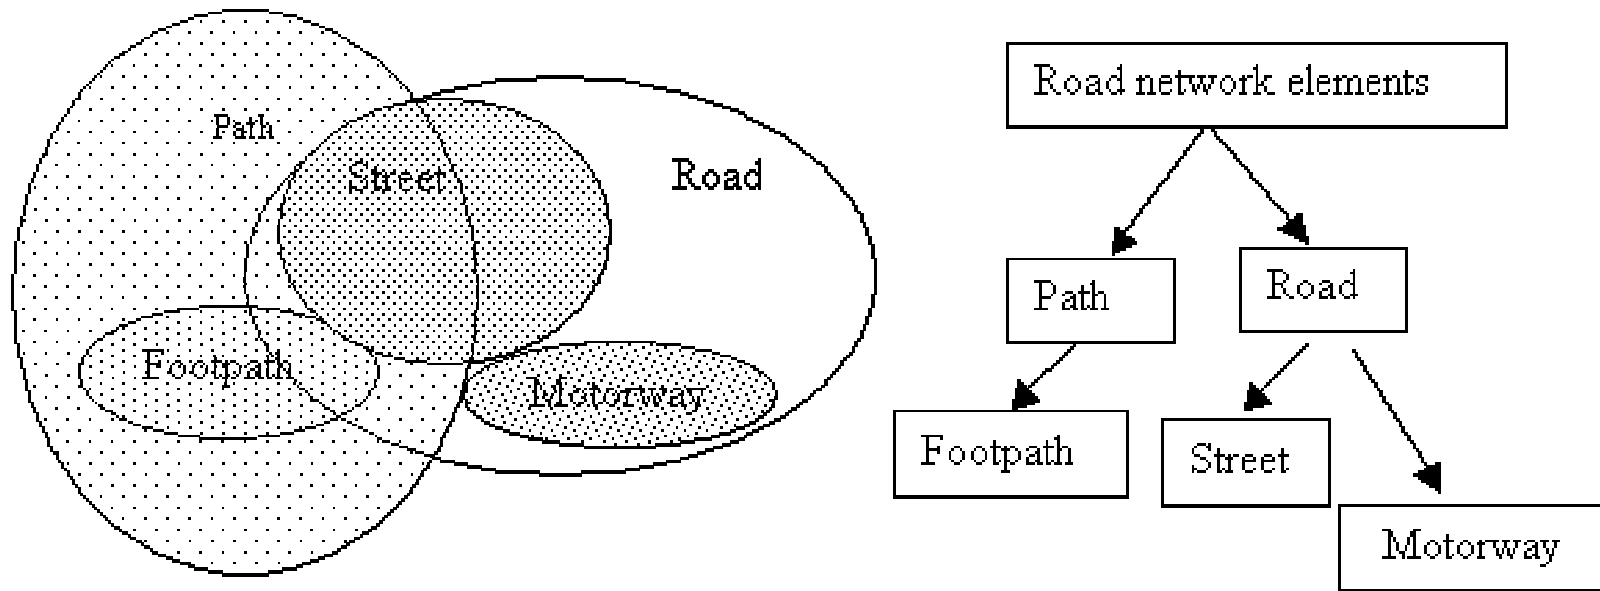 Path
Street
Road
Footpath
Motorway
Road network elements
Path
Road
Footpath
Street
Motorway